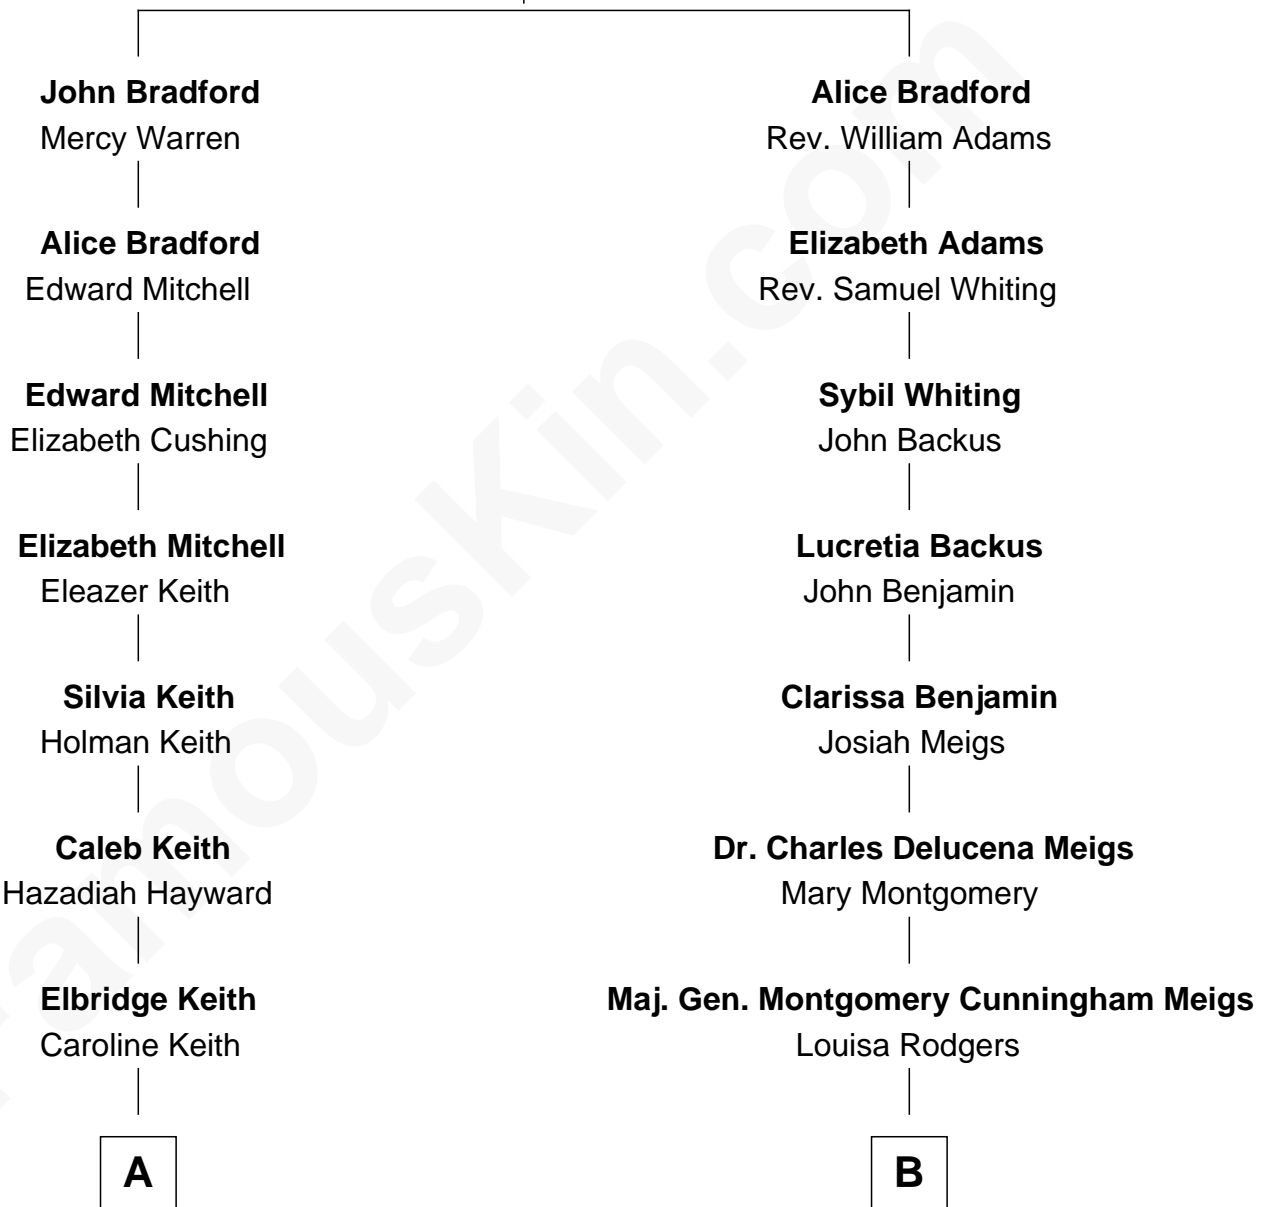 John Bradford
Mercy Warren
Alice Bradford
Edward Mitchell
Edward Mitchell
Elizabeth Cushing
Elizabeth Mitchell
Eleazer Keith
Silvia Keith
Holman Keith
Caleb Keith
Hazadiah Hayward
Elbridge Keith
Caroline Keith
A
Alice Bradford
Rev. William Adams
Elizabeth Adams
Rev. Samuel Whiting
Sybil Whiting
John Backus
Lucretia Backus
John Benjamin
Clarissa Benjamin
Josiah Meigs
Dr. Charles Delucena Meigs
Mary Montgomery
Maj. Gen. Montgomery Cunningham Meigs
Louisa Rodgers
B
FamousKin.com